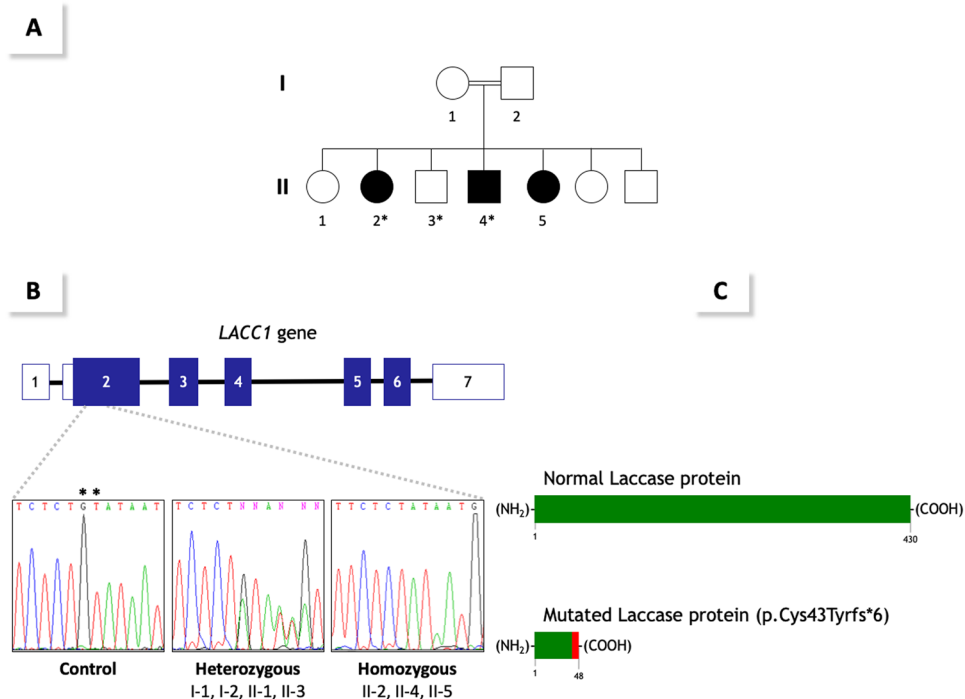 A
I
1 2
II
1 2* 3* 4* 5
B
C
LACC1 gene
1 2 3 4 5 6 7
* *
T C T C T G T A T A A T
T C T C T N N A N N N
T T C T C T A T A A T G
Normal Laccase protein
(NH2) (COOH)
1 430
Mutated Laccase protein (p.Cys43Tyrfs*6)
(NH2) (COOH)
1 48
Control
Heterozygous
I-1, I-2, II-1, II-3
Homozygous
II-2, II-4, II-5